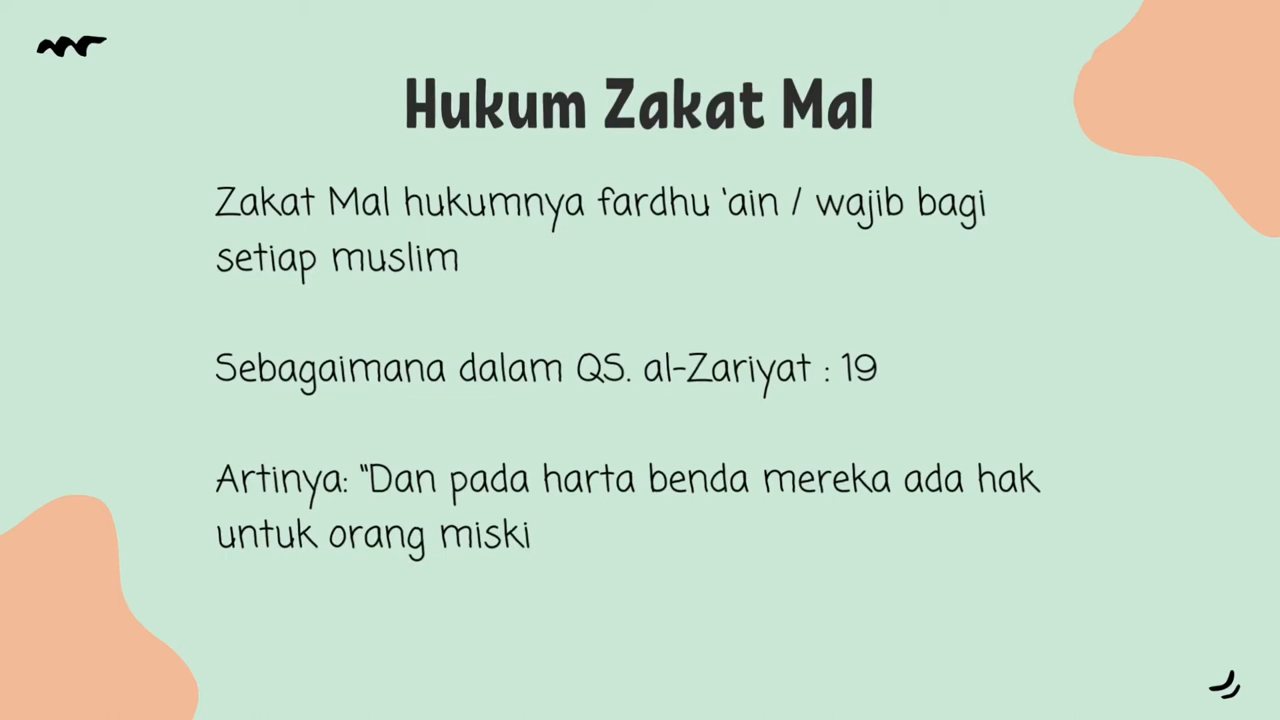 Hukum Zakat Mal
Zakat Mal hukumnya fardhu 'ain / wajib bagi
setiap muslim
Sebagaimana dalam QS. al-Zariyat : 19
Artinya: "Dan pada harta benda mereka ada hak
untuk orang miski